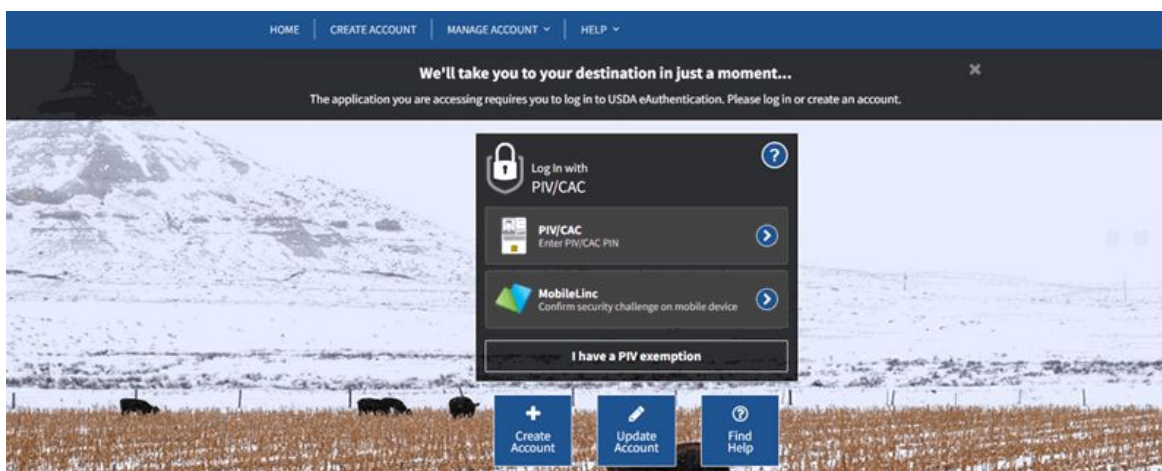 HOME
CREATE ACCOUNT
MANAGE ACCOUNT
HELP
We'll take you to your destination in just a moment...
The application you are accessing requires you to log in to USDA eAuthentication. Please log in or create an account.
Log In with
PIV/CAC
PIV/CAC
Enter PIV/CAC PIN
MobileLinc
Confirm security challenge on mobile device
I have a PIV exemption
Create
Account
Update
Account
Find
Help